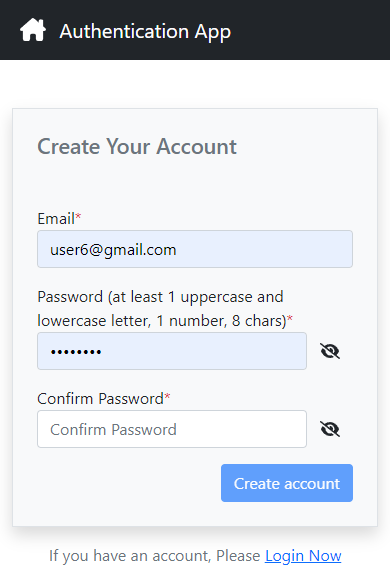 Authentication App
Create Your Account
Email*
user6@gmail.com
Password (at least 1 uppercase and
lowercase letter, 1 number, 8 chars)*
••••••••
Confirm Password*
Confirm Password
Create account
If you have an account, Please Login Now